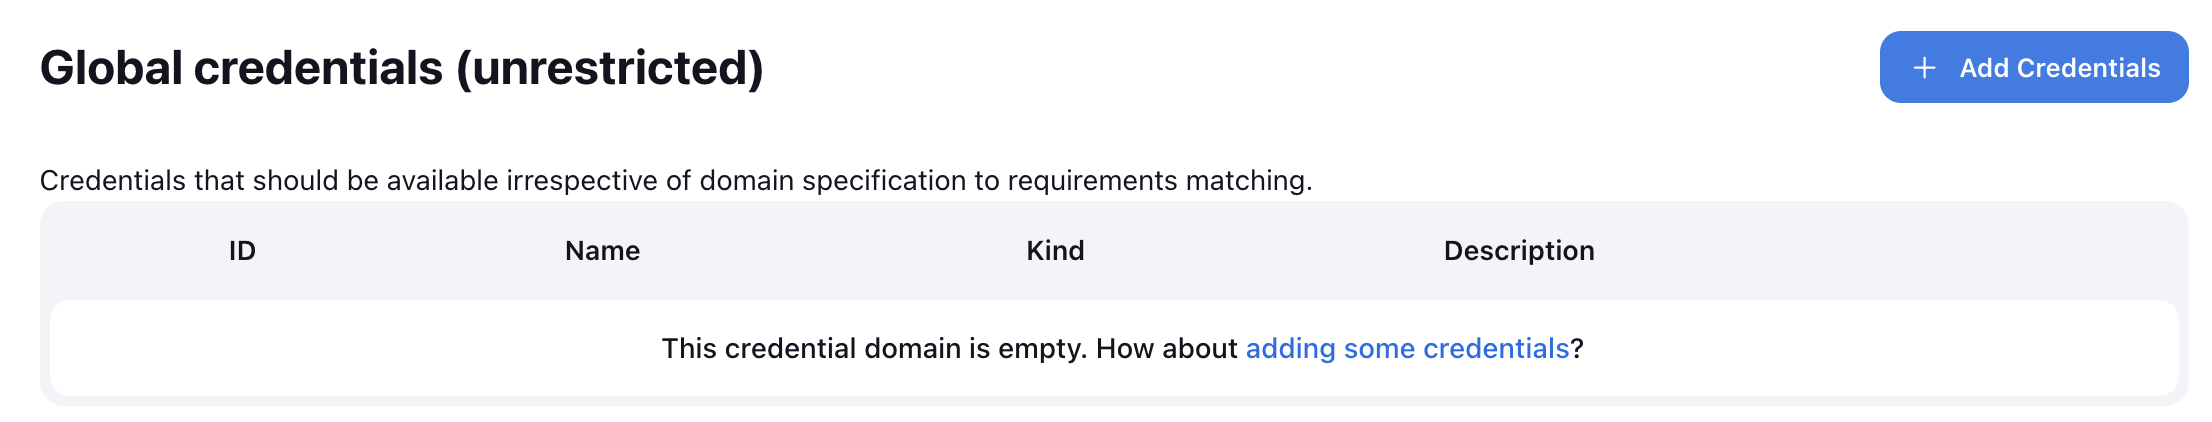 Global credentials (unrestricted)
Add Credentials
Credentials that should be available irrespective of domain specification to requirements matching.
ID Name Kind Description
This credential domain is empty. How about adding some credentials?